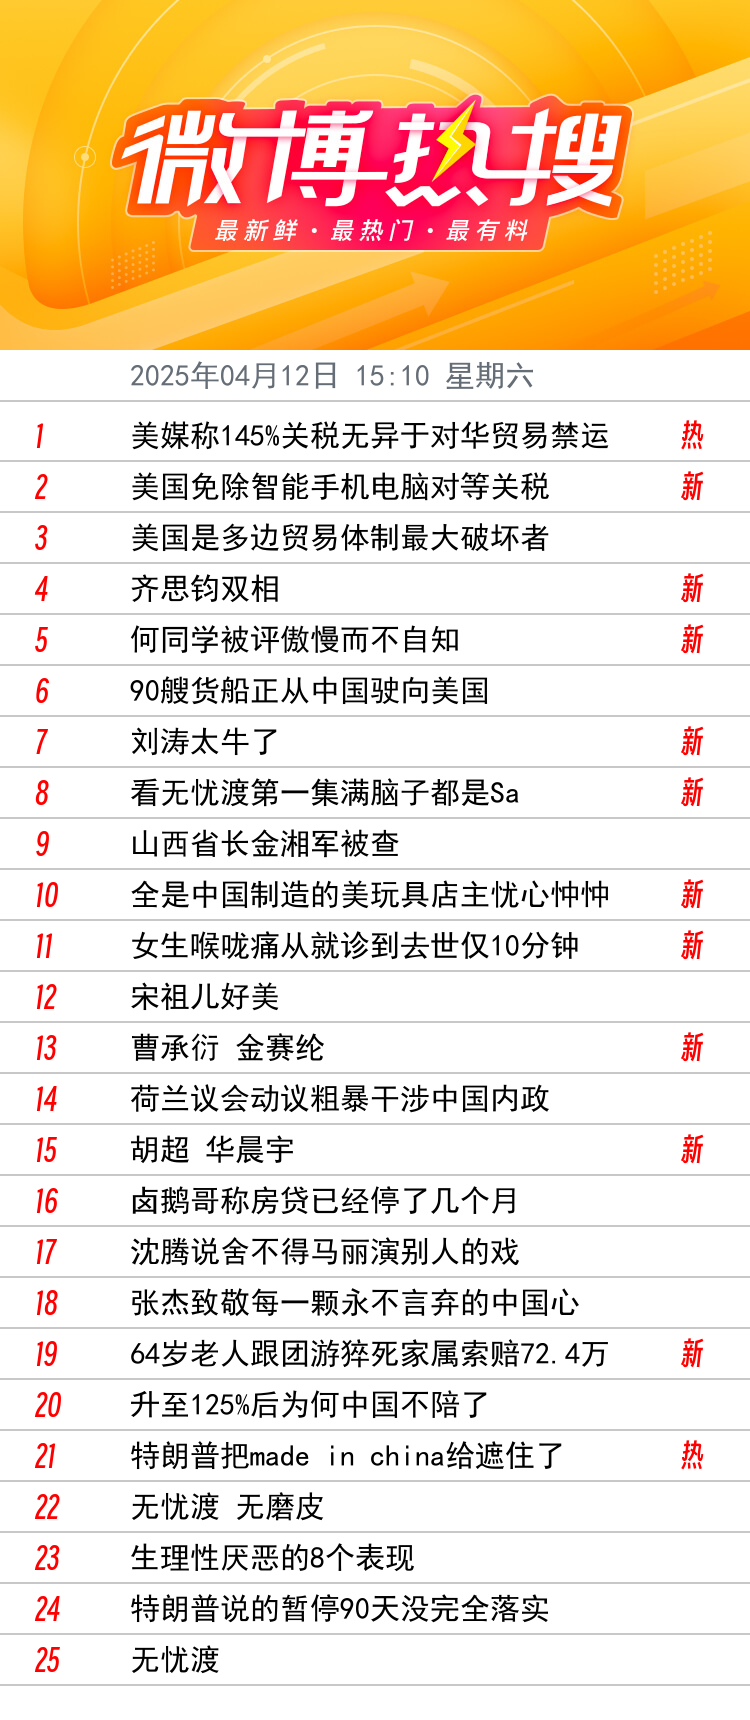 微博热搜
最新鲜·最热门·最有料
2025年04月12日 15:10 星期六
1 美媒称145%关税无异于对华贸易禁运 热
2 美国免除智能手机电脑对等关税 新
3 美国是多边贸易体制最大破坏者
4 齐思钧双相 新
5 何同学被评傲慢而不自知 新
6 90艘货船正从中国驶向美国
7 刘涛太牛了 新
8 看无忧渡第一集满脑子都是Sa 新
9 山西省长金湘军被查
10 全是中国制造的美玩具店主忧心忡忡 新
11 女生喉咙痛从就诊到去世仅10分钟 新
12 宋祖儿好美
13 曹承衍 金赛纶 新
14 荷兰议会动议粗暴干涉中国内政
15 胡超 华晨宇 新
16 卤鹅哥称房贷已经停了几个月
17 沈腾说舍不得马丽演别人的戏
18 张杰致敬每一颗永不言弃的中国心
19 64岁老人跟团游猝死家属索赔72.4万 新
20 升至125%后为何中国不陪了
21 特朗普把made in china给遮住了 热
22 无忧渡 无磨皮
23 生理性厌恶的8个表现
24 特朗普说的暂停90天没完全落实
25 无忧渡